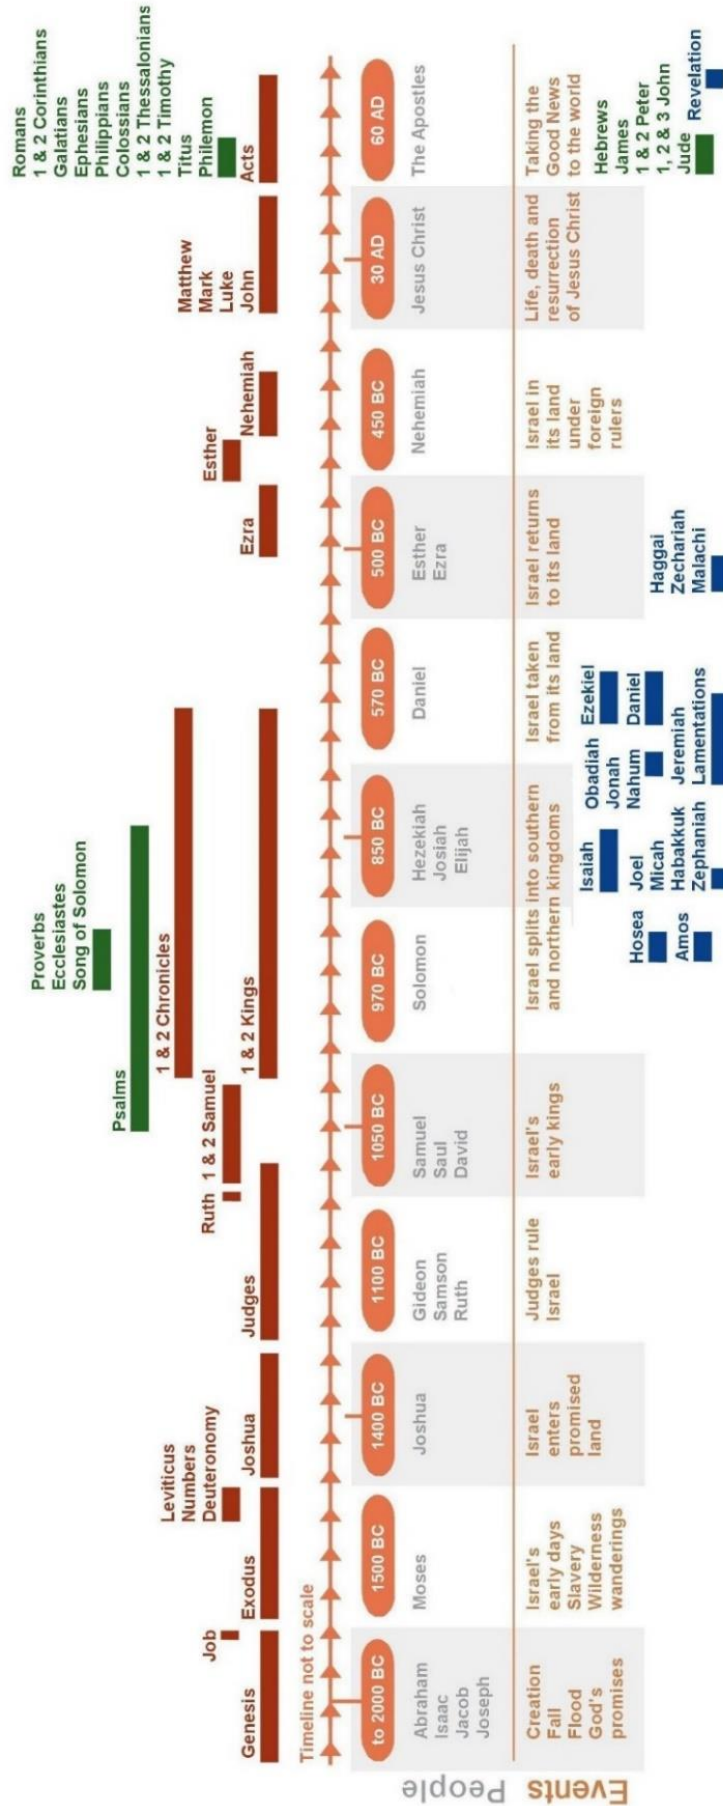 Romans
1 & 2 Corinthians
Galatians
Ephesians
Philippians
Colossians
1 & 2 Thessalonians
1 & 2 Timothy
Titus
Philemon
Proverbs
Ecclesiastes
Song of Solomon
Psalms
1 & 2 Chronicles
Leviticus
Numbers
Deuteronomy
Matthew
Mark
Luke
John
Job
Ruth
1 & 2 Samuel
Esther
Genesis
Exodus
Joshua
Judges
1 & 2 Kings
Ezra
Nehemiah
Acts
Timeline not to scale
to 2000 BC
1500 BC
1400 BC
1100 BC
1050 BC
970 BC
850 BC
570 BC
500 BC
450 BC
30 AD
60 AD
People
Abraham
Isaac
Jacob
Joseph
Moses
Joshua
Gideon
Samson
Ruth
Samuel
Saul
David
Solomon
Hezekiah
Josiah
Elijah
Daniel
Esther
Ezra
Nehemiah
Jesus Christ
The Apostles
Events
Creation
Fall
Flood
God's
promises
Israel's
early days
Slavery
Wilderness
wanderings
Israel
enters
promised
land
Judges rule
Israel
Israel's
early kings
Israel splits into southern
and northern kingdoms
Israel taken
from its land
Israel returns
to its land
Israel in
its land
under
foreign
rulers
Life, death and
resurrection
of Jesus Christ
Taking the
Good News
to the world
Hosea
Amos
Isaiah
Joel
Micah
Habakkuk
Zephaniah
Obadiah
Jonah
Nahum
Jeremiah
Lamentations
Ezekiel
Daniel
Haggai
Zechariah
Malachi
Hebrews
James
1 & 2 Peter
1, 2 & 3 John
Jude
Revelation